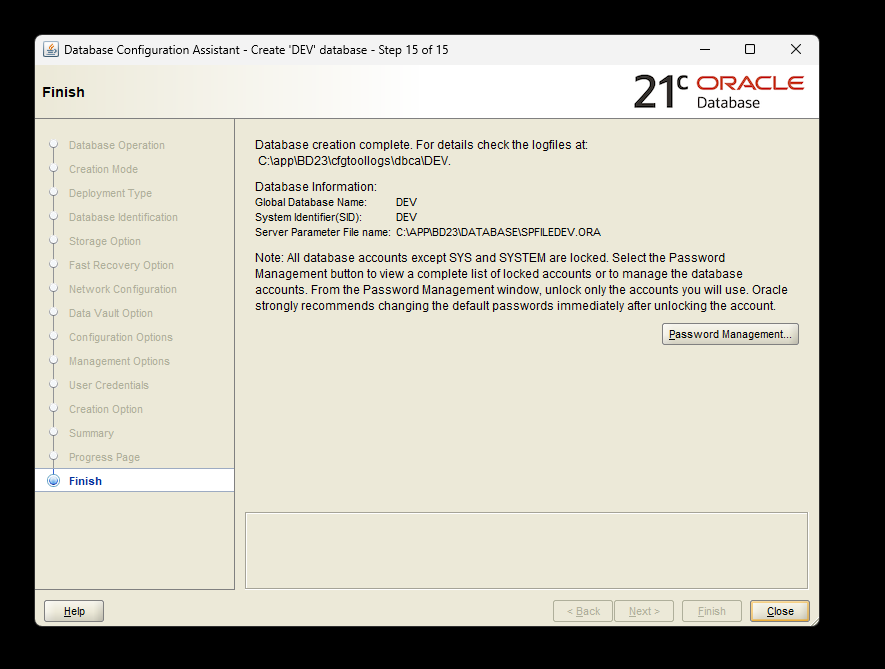 Database Configuration Assistant - Create 'DEV' database - Step 15 of 15
Finish
21c ORACLE
Database
Database Operation
Creation Mode
Deployment Type
Database Identification
Storage Option
Fast Recovery Option
Network Configuration
Data Vault Option
Configuration Options
Management Options
User Credentials
Creation Option
Summary
Progress Page
Finish
Database creation complete. For details check the logfiles at:
C:\app\BD23\cfgtoollogs\dbca\DEV.
Database Information:
Global Database Name: DEV
System Identifier(SID): DEV
Server Parameter File name: C:\APP\BD23\DATABASE\SPFILEDEV.ORA
Note: All database accounts except SYS and SYSTEM are locked. Select the Password
Management button to view a complete list of locked accounts or to manage the database
accounts. From the Password Management window, unlock only the accounts you will use. Oracle
strongly recommends changing the default passwords immediately after unlocking the account.
Password Management...
Help
< Back
Next >
Finish
Close